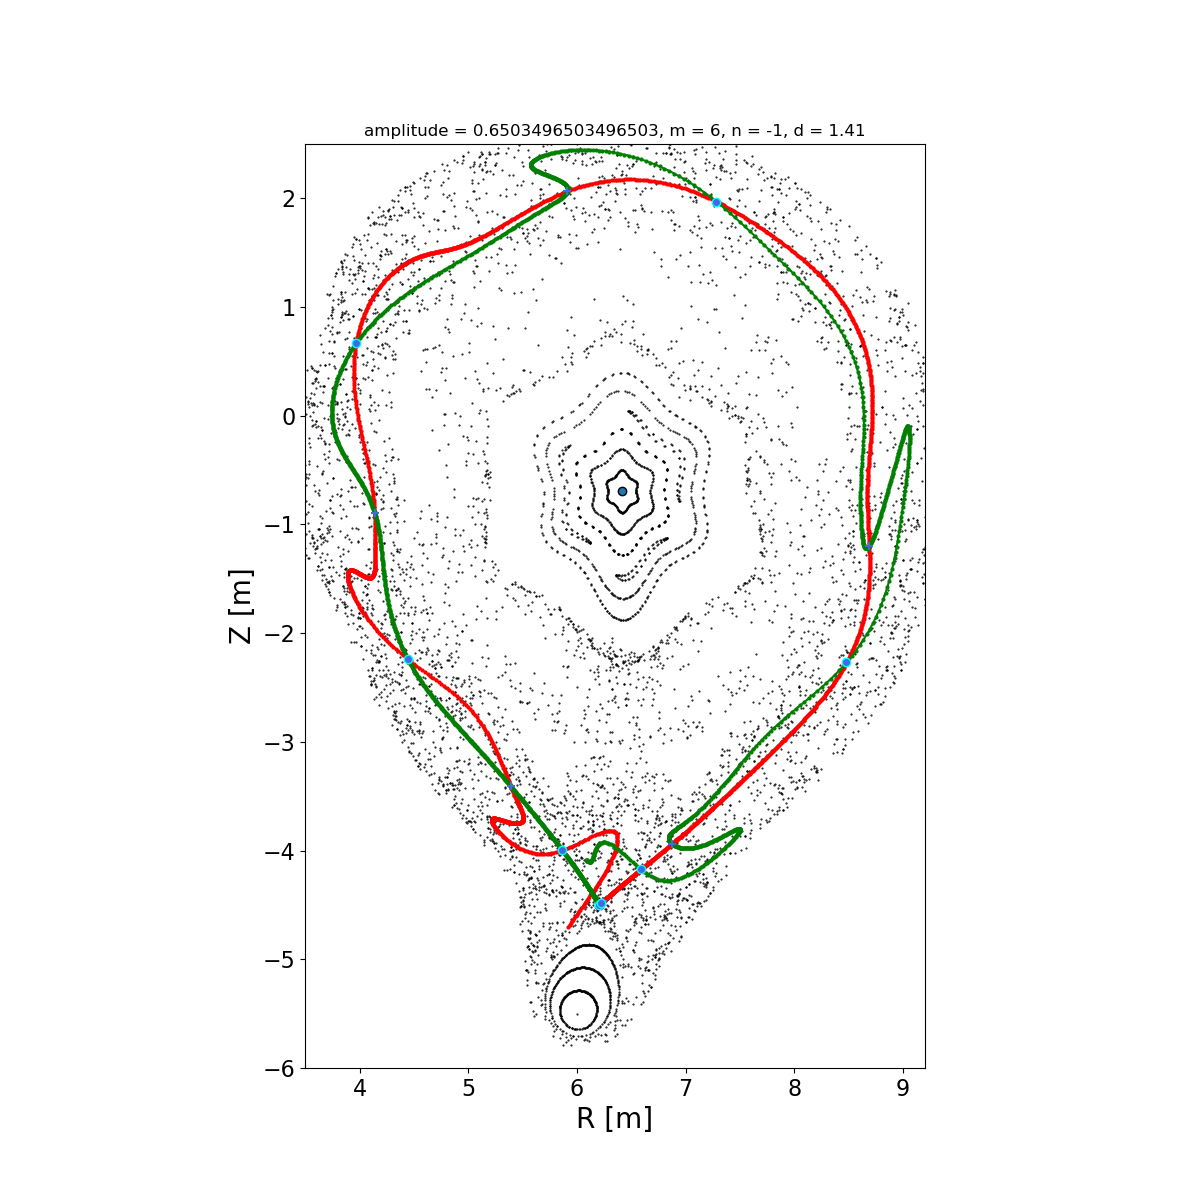 amplitude = 0.6503496503496503, m = 6, n = -1, d = 1.41
2
1
0
−1
−2
−3
−4
−5
−6
Z [m]
4 5 6 7 8 9
R [m]